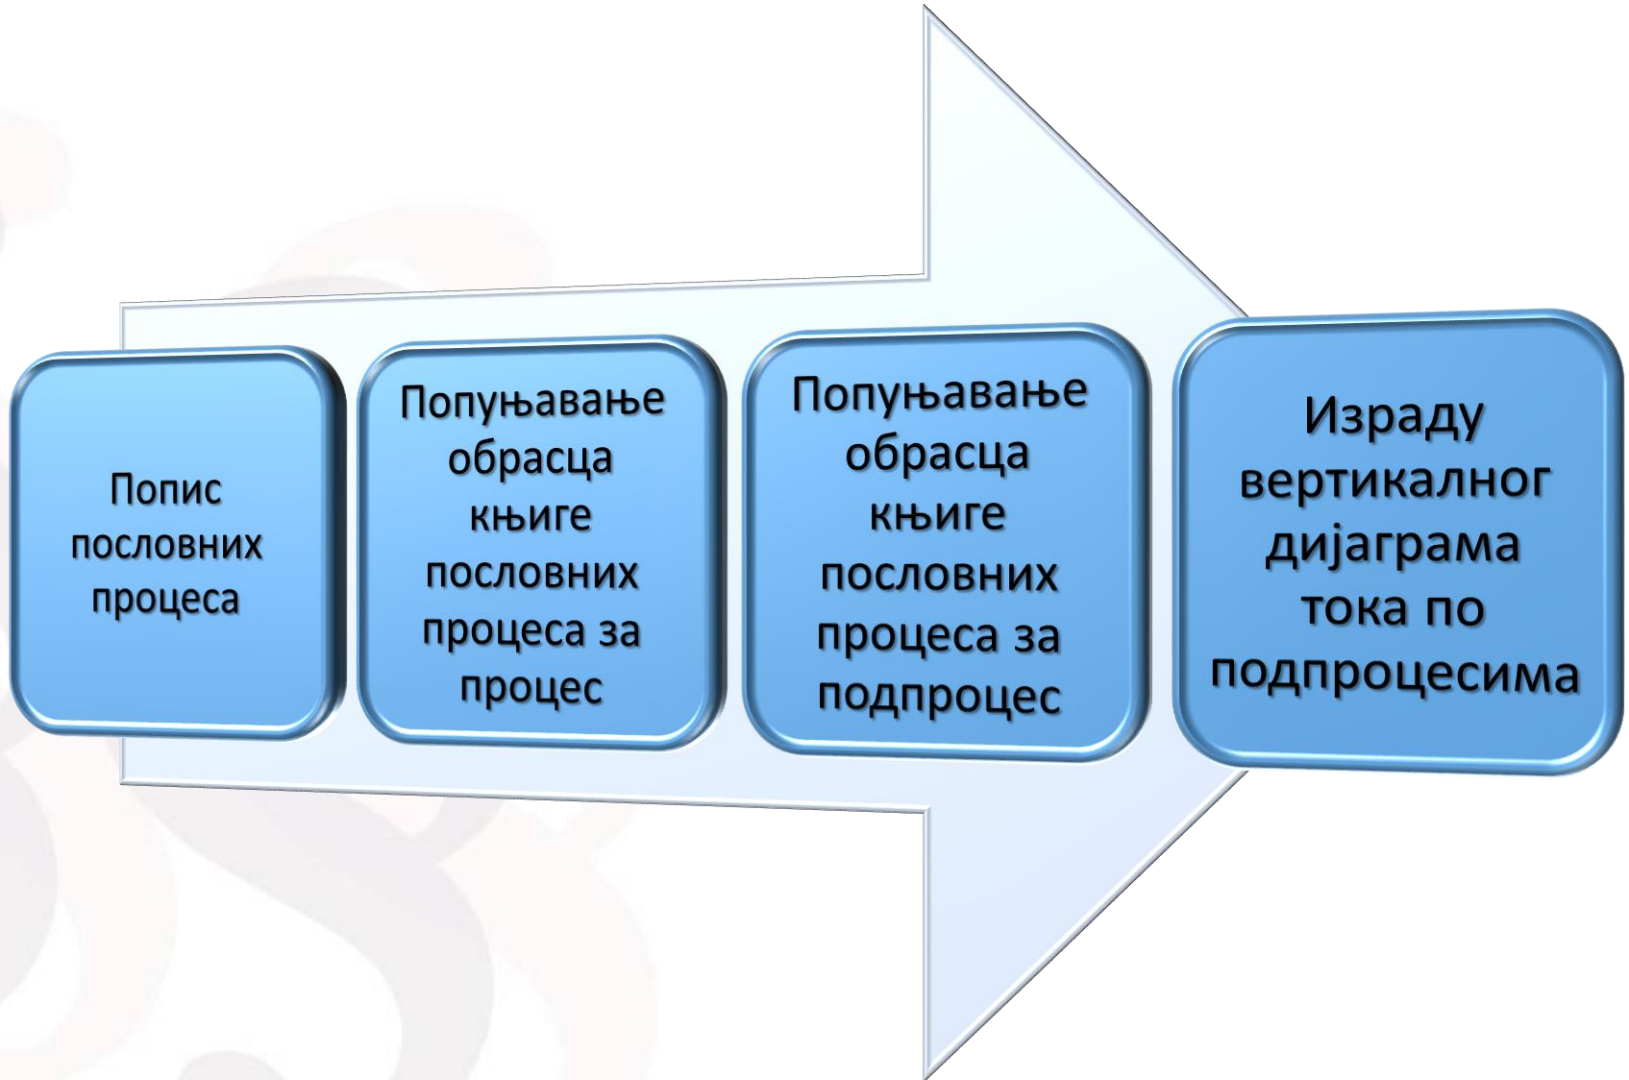 Попис
пословних
процеса
Попуњавање
обрасца
књиге
пословних
процеса за
процес
Попуњавање
обрасца
књиге
пословних
процеса за
подпроцес
Израду
вертикалног
дијаграма
тока по
подпроцесима